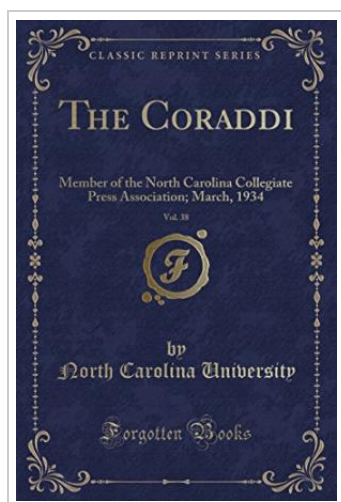 CLASSIC REPRINT SERIES
THE CORADDI
Member of the North Carolina Collegiate
Press Association; March, 1934
Vol. 38
F
by
North Carolina University
Forgotten Books